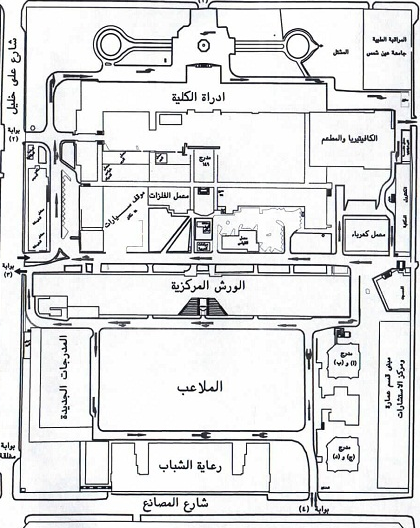 المراقبة الطبية
جامعة عين شمس
المشتل
شارع على خليل
ادراة الكلية
بوابة
(٢)
الكافيتيريا والمطعم
مدرج
معمل الفلزات
موقف سيارات
معمل كهرباء
المسجد
بوابة
(٣)
الورش المركزية
المدرجات الجديدة
الملاعب
مدرج
(ا) و (ب)
مبنى قسم عمارة
ومركز الاستشارات
مدرج
(ج) و (د)
بوابة
مغلقة
رعاية الشباب
شارع المصانع
بوابة (٤)